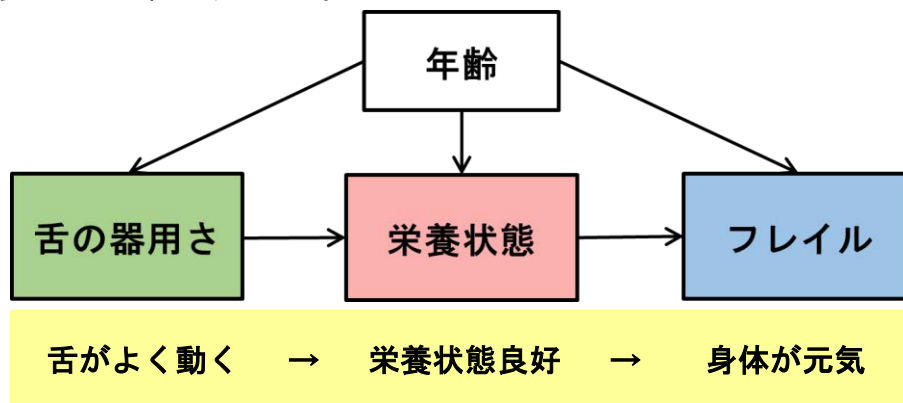 年齢
舌の器用さ
栄養状態
フレイル
舌がよく動く → 栄養状態良好 → 身体が元気